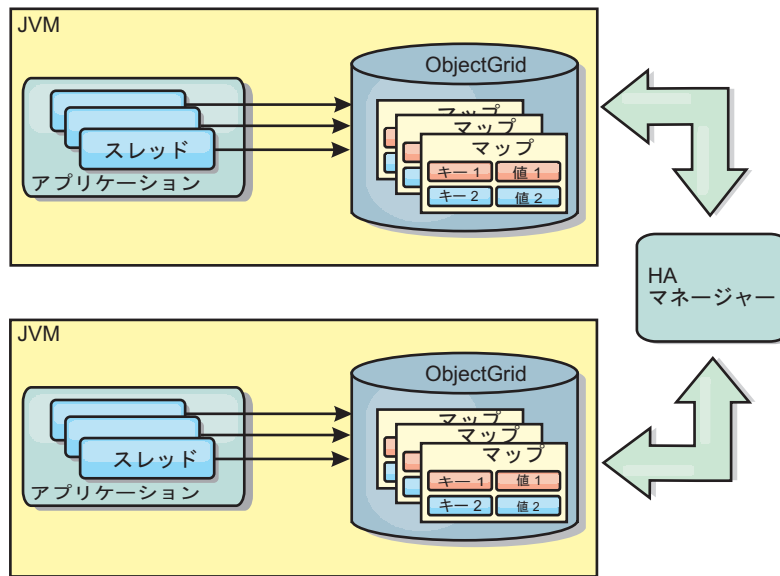 JVM
ObjectGrid
マップ
マップ
マップ
キー 1
値 1
キー 2
値 2
スレッド
アプリケーション
HA
マネージャー
JVM
ObjectGrid
マップ
マップ
マップ
キー 1
値 1
キー 2
値 2
スレッド
アプリケーション